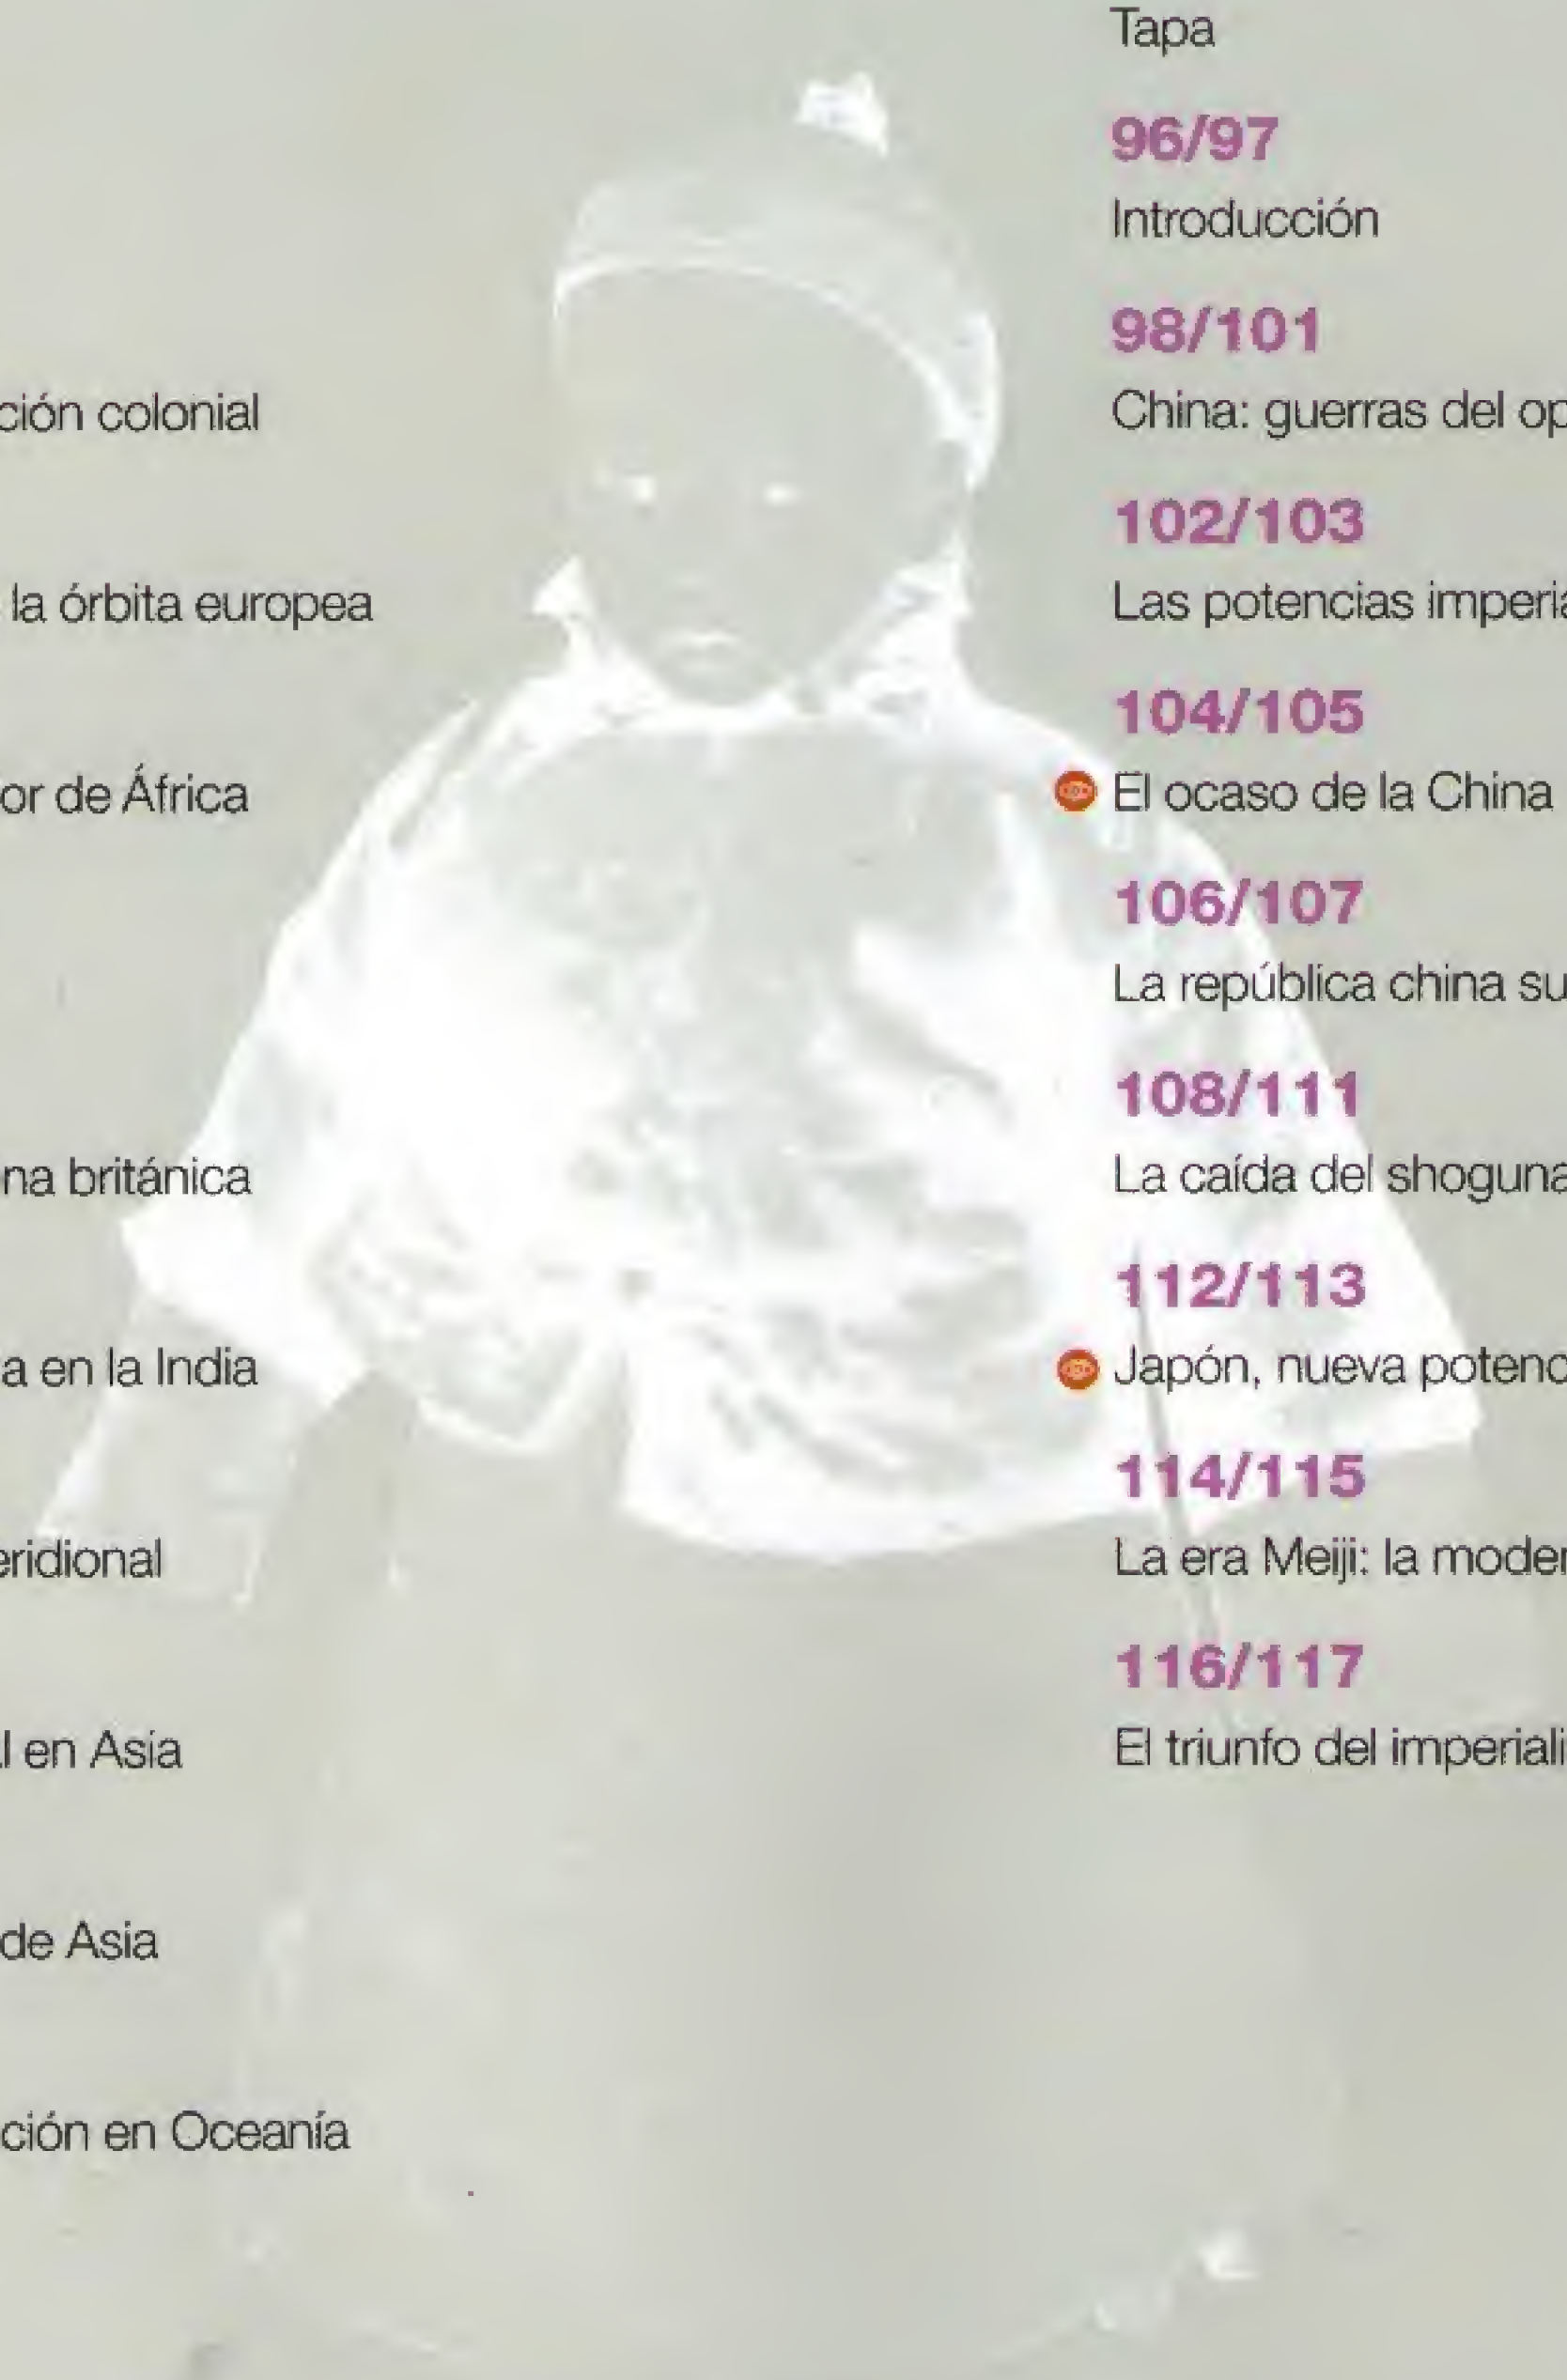 ción colonial
la órbita europea
or de África
na británica
a en la India
eridional
l en Asia
de Asia
ción en Oceanía
Tapa
96/97
Introducción
98/101
China: guerras del op
102/103
Las potencias imperia
104/105
El ocaso de la China
106/107
La república china su
108/111
La caída del shoguna
112/113
Japón, nueva potenc
114/115
La era Meiji: la moder
116/117
El triunfo del imperiali